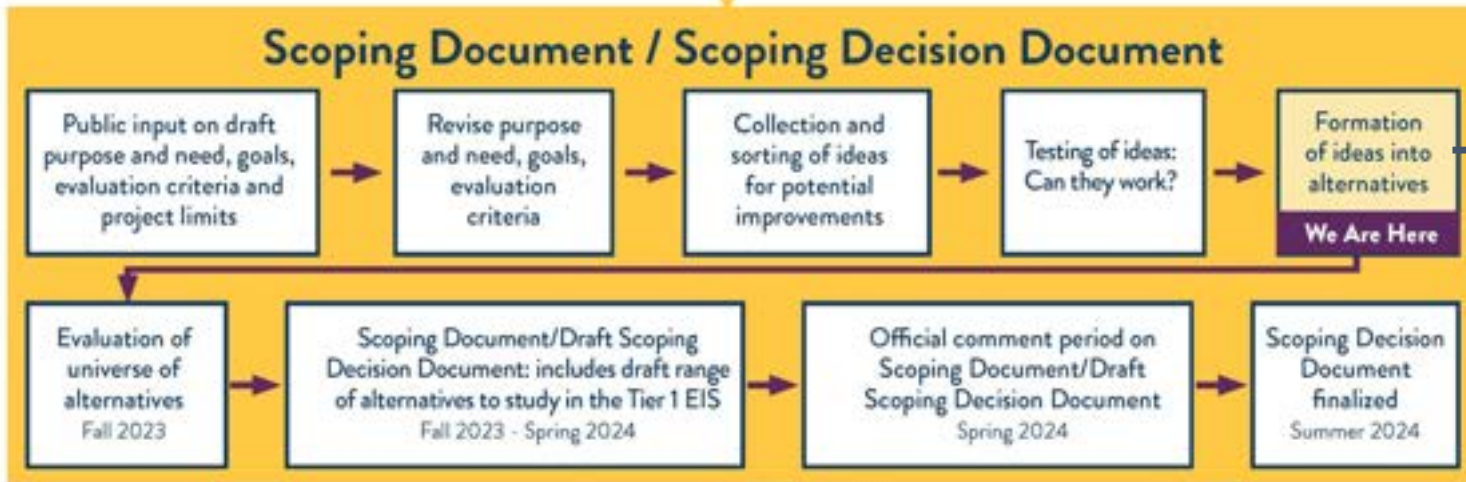 Scoping Document / Scoping Decision Document
Public input on draft
purpose and need, goals,
evaluation criteria and
project limits
Revise purpose
and need, goals,
evaluation
criteria
Collection and
sorting of ideas
for potential
improvements
Testing of ideas:
Can they work?
Formation
of ideas into
alternatives
We Are Here
Evaluation of
universe of
alternatives
Fall 2023
Scoping Document/Draft Scoping
Decision Document: includes draft range
of alternatives to study in the Tier 1 EIS
Fall 2023 - Spring 2024
Official comment period on
Scoping Document/Draft
Scoping Decision Document
Spring 2024
Scoping Decision
Document
finalized
Summer 2024